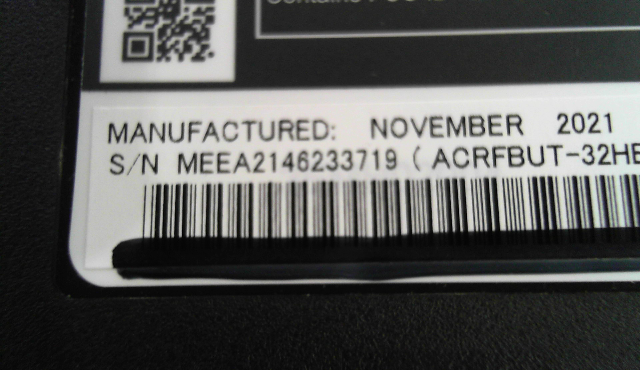 MANUFACTURED: NOVEMBER 2021
S/N MEEA2146233719 ( ACRFBUT-32HE